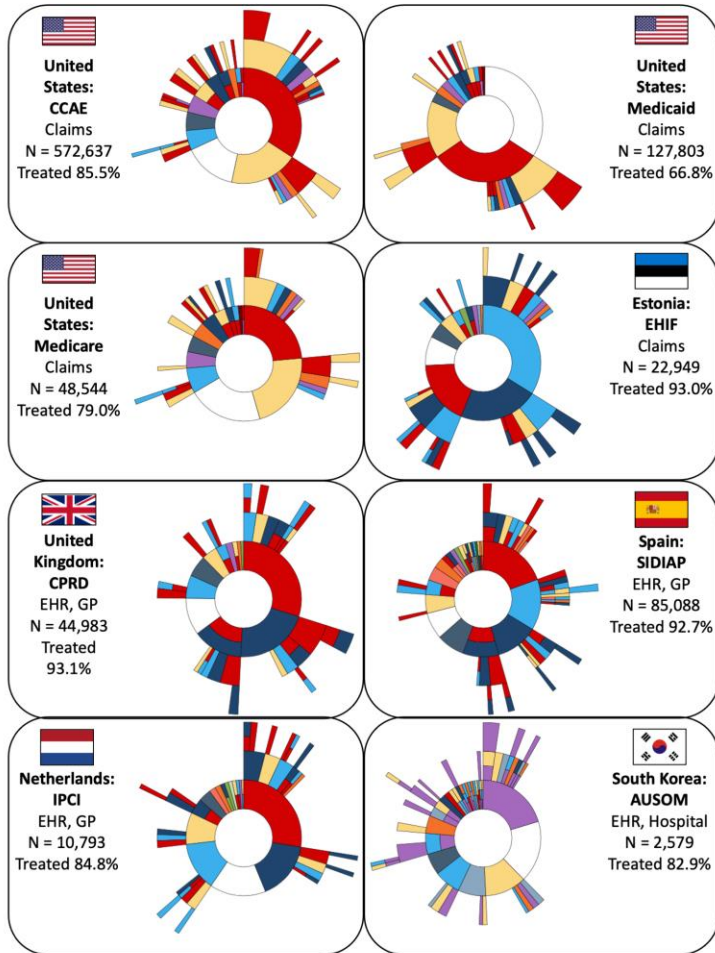 United
States:
CCAE
Claims
N = 572,637
Treated 85.5%
United
States:
Medicaid
Claims
N = 127,803
Treated 66.8%
United
States:
Medicare
Claims
N = 48,544
Treated 79.0%
Estonia:
EHIF
Claims
N = 22,949
Treated 93.0%
United
Kingdom:
CPRD
EHR, GP
N = 44,983
Treated
93.1%
Spain:
SIDIAP
EHR, GP
N = 85,088
Treated 92.7%
Netherlands:
IPCI
EHR, GP
N = 10,793
Treated 84.8%
South Korea:
AUSOM
EHR, Hospital
N = 2,579
Treated 82.9%